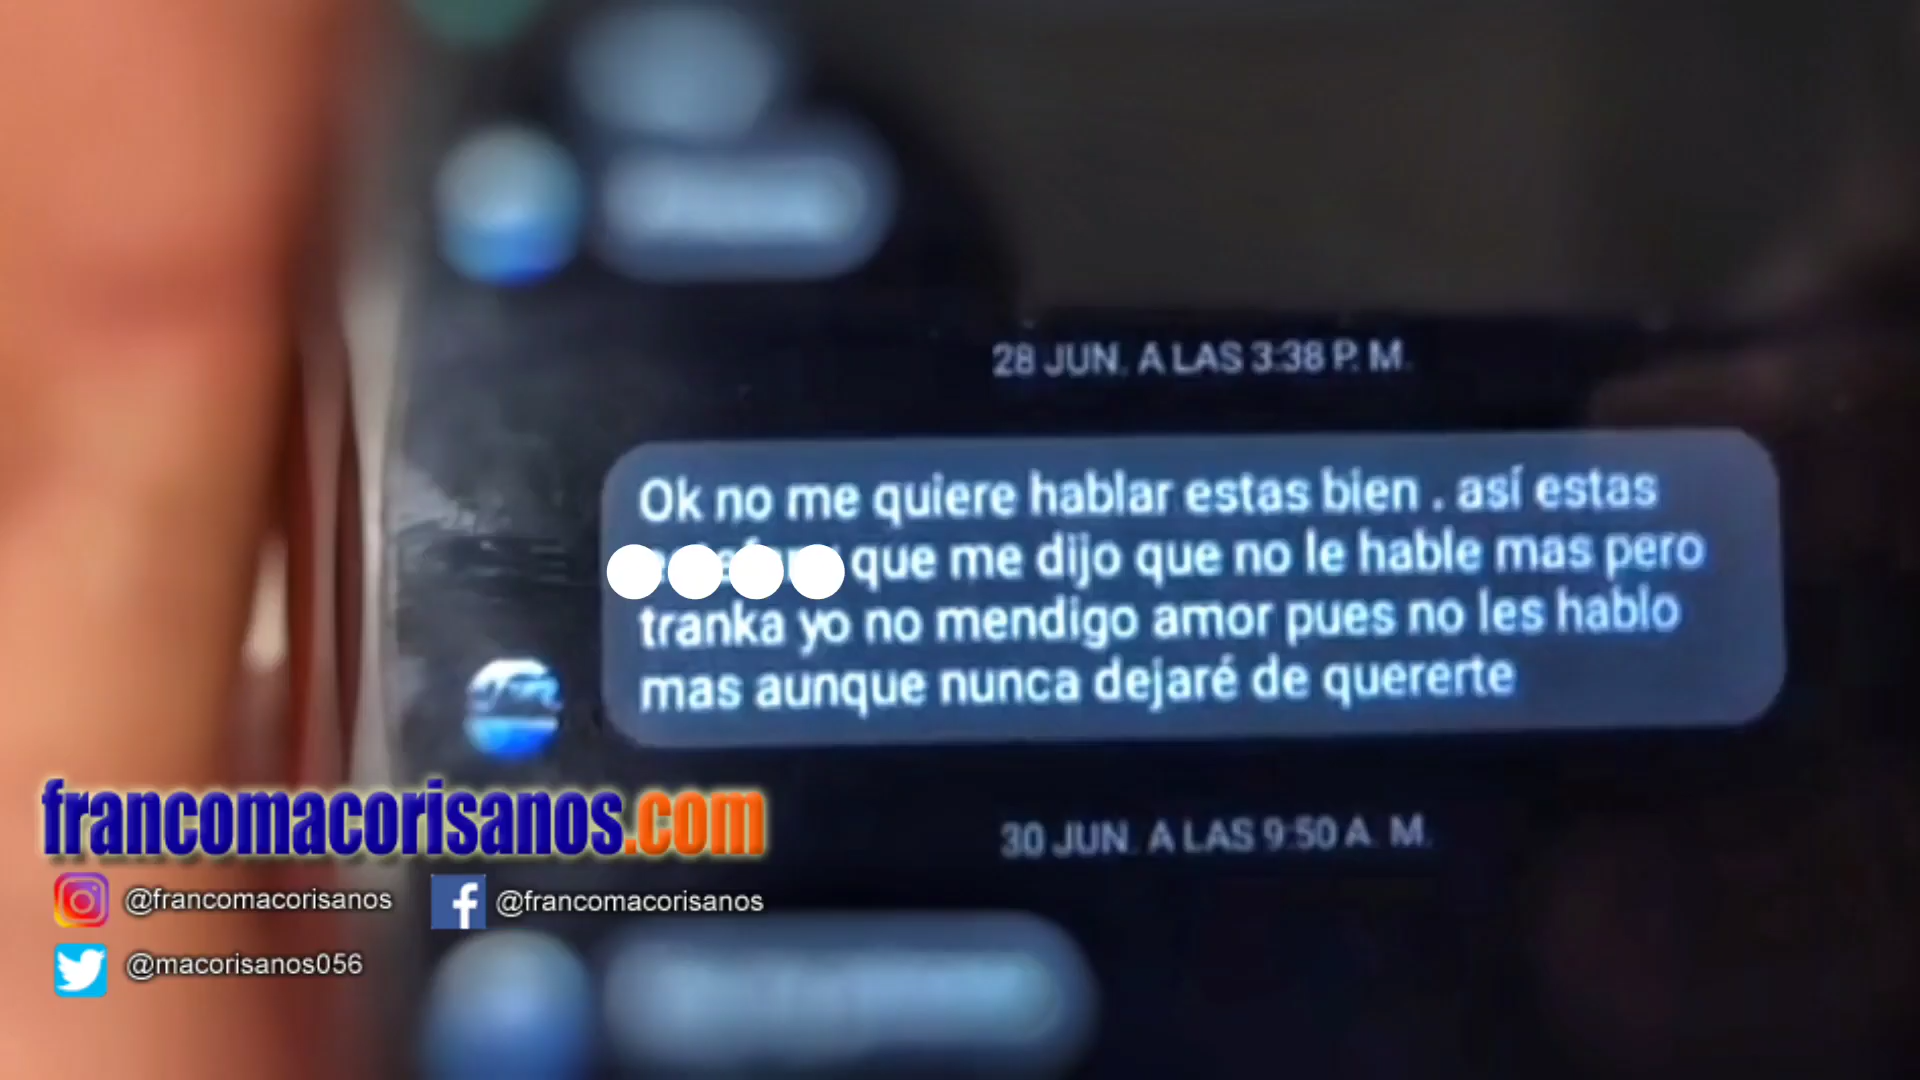 28 JUN. A LAS 3:38 P. M.
Ok no me quiere hablar estas bien . así estas
que me dijo que no le hable mas pero
tranka yo no mendigo amor pues no les hablo
mas aunque nunca dejaré de quererte
francomacorisanos.com
@francomacorisanos @francomacorisanos
@macorisanos056
30 JUN. A LAS 9:50 A. M.